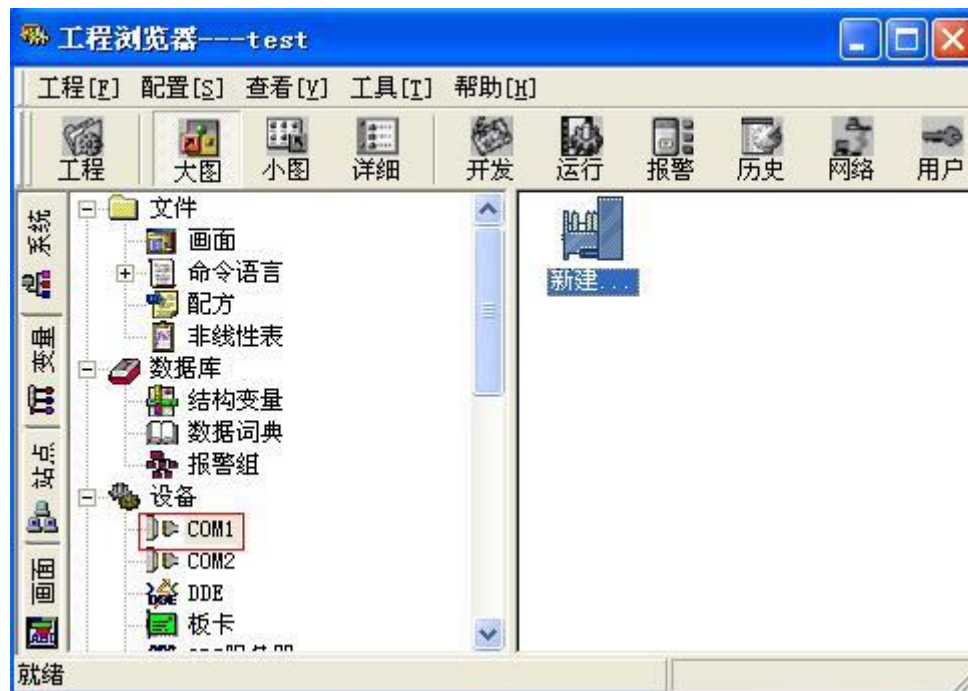 工程浏览器---test
工程[F] 配置[S] 查看[V] 工具[T] 帮助[H]
工程 大图 小图 详细 开发 运行 报警 历史 网络 用户
系统
变量
站点
画面
文件
画面
命令语言
配方
非线性表
数据库
结构变量
数据词典
报警组
设备
COM1
COM2
DDE
板卡
新建...
就绪